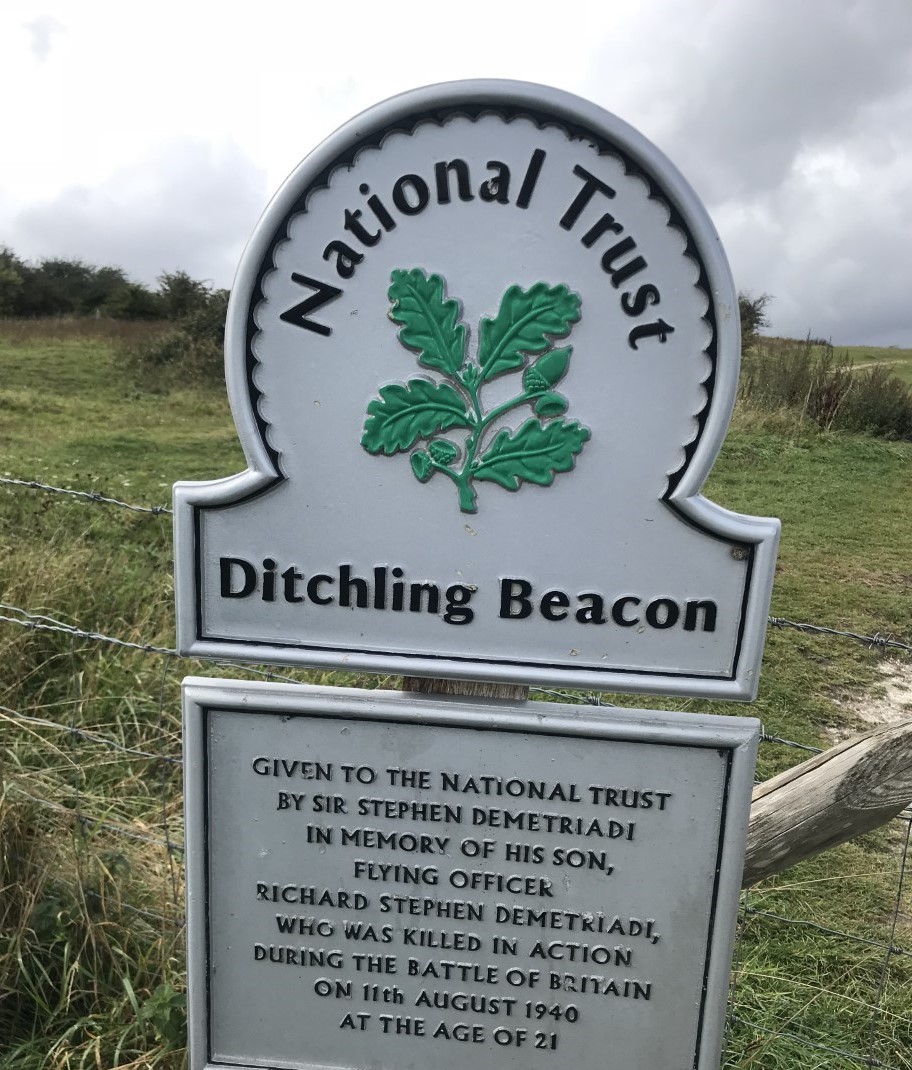 National Trust
Ditchling Beacon
GIVEN TO THE NATIONAL TRUST
BY SIR STEPHEN DEMETRIADI
IN MEMORY OF HIS SON,
FLYING OFFICER
RICHARD STEPHEN DEMETRIADI,
WHO WAS KILLED IN ACTION
DURING THE BATTLE OF BRITAIN
ON 11th AUGUST 1940
AT THE AGE OF 21